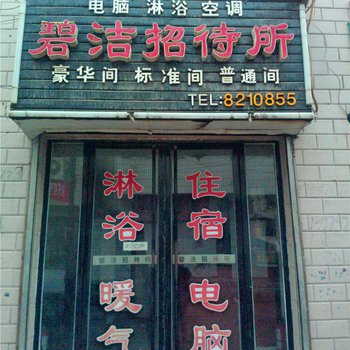 电脑 淋浴 空调
碧洁招待所
豪华间 标准间 普通间
TEL:8210855
淋浴暖气
住宿电脑
碧洁招待所
碧洁招待所